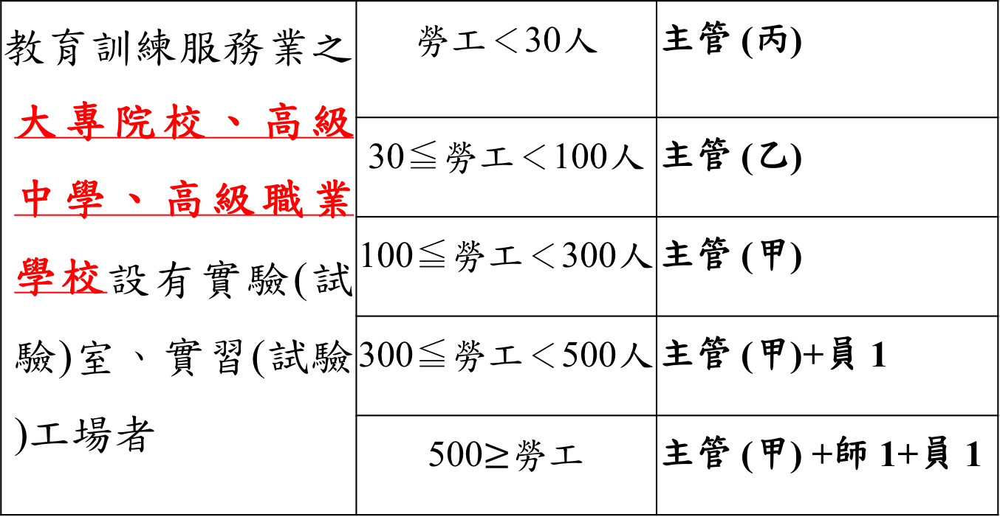 教育訓練服務業之
大專院校、高級
中學、高級職業
學校設有實驗(試
驗)室、實習(試驗
)工場者
勞工＜30人
主管 (丙)
30≦勞工＜100人
主管 (乙)
100≦勞工＜300人
主管 (甲)
300≦勞工＜500人
主管 (甲)+員 1
500≥勞工
主管 (甲) +師 1+員 1